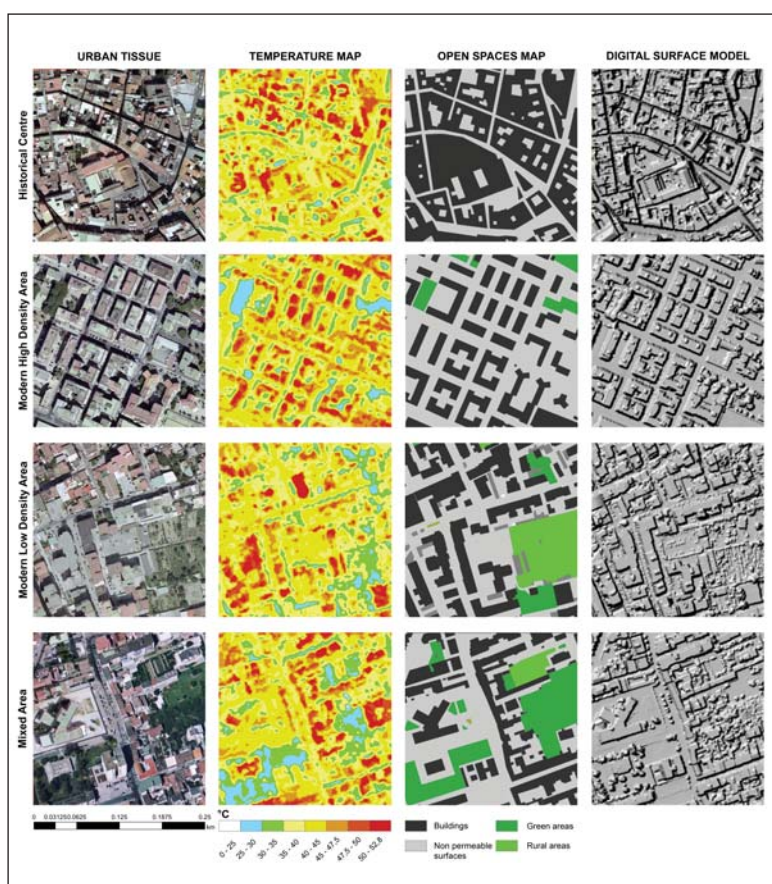 URBAN TISSUE TEMPERATURE MAP OPEN SPACES MAP DIGITAL SURFACE MODEL
Historical Centre
Modern High Density Area
Modern Low Density Area
Mixed Area
0 0.031250.0625 0.125 0.1875 0.25
km
°C
0 - 25
25 - 30
30 - 35
35 - 40
40 - 45
45 - 47,5
47,5 - 50
50 - 52,8
Buildings
Green areas
Non permeable
surfaces
Rural areas